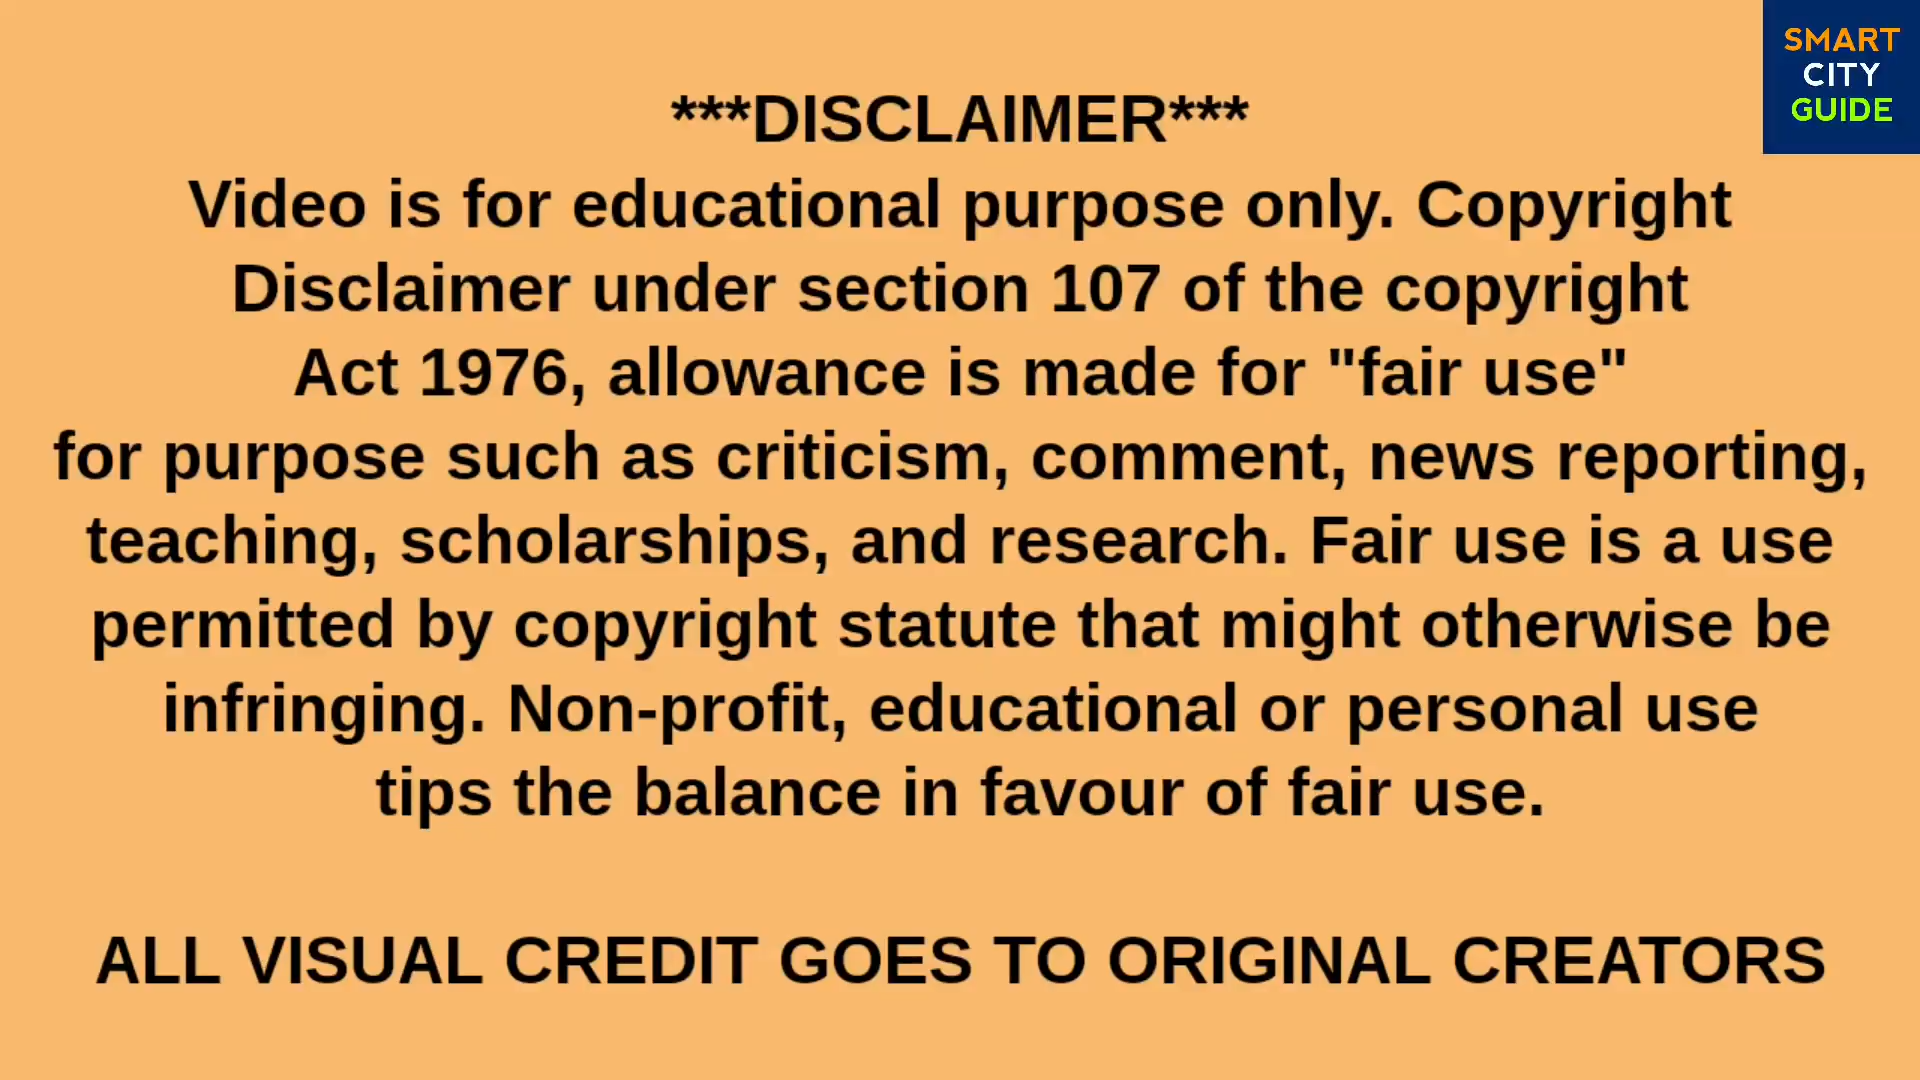 SMART
CITY
GUIDE
***DISCLAIMER***
Video is for educational purpose only. Copyright
Disclaimer under section 107 of the copyright
Act 1976, allowance is made for "fair use"
for purpose such as criticism, comment, news reporting,
teaching, scholarships, and research. Fair use is a use
permitted by copyright statute that might otherwise be
infringing. Non-profit, educational or personal use
tips the balance in favour of fair use.
ALL VISUAL CREDIT GOES TO ORIGINAL CREATORS